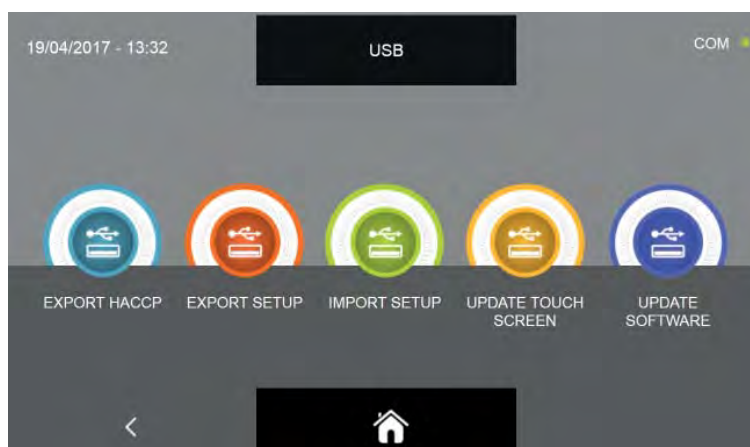 19/04/2017 - 13:32
USB
COM
EXPORT HACCP
EXPORT SETUP
IMPORT SETUP
UPDATE TOUCH
SCREEN
UPDATE
SOFTWARE